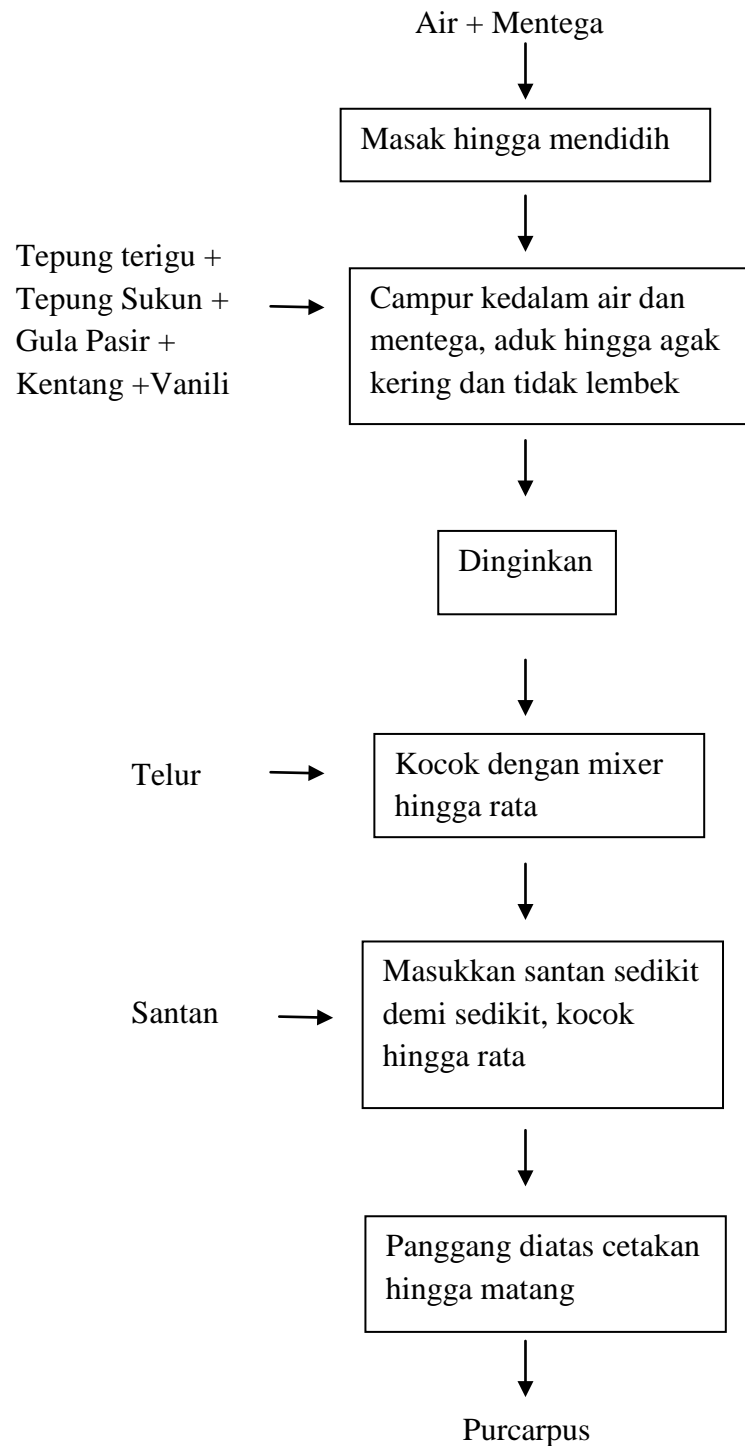 Air + Mentega
Masak hingga mendidih
Tepung terigu +
Tepung Sukun +
Gula Pasir +
Kentang +Vanili
Campur kedalam air dan
mentega, aduk hingga agak
kering dan tidak lembek
Dinginkan
Telur
Kocok dengan mixer
hingga rata
Santan
Masukkan santan sedikit
demi sedikit, kocok
hingga rata
Panggang diatas cetakan
hingga matang
Purcarpus